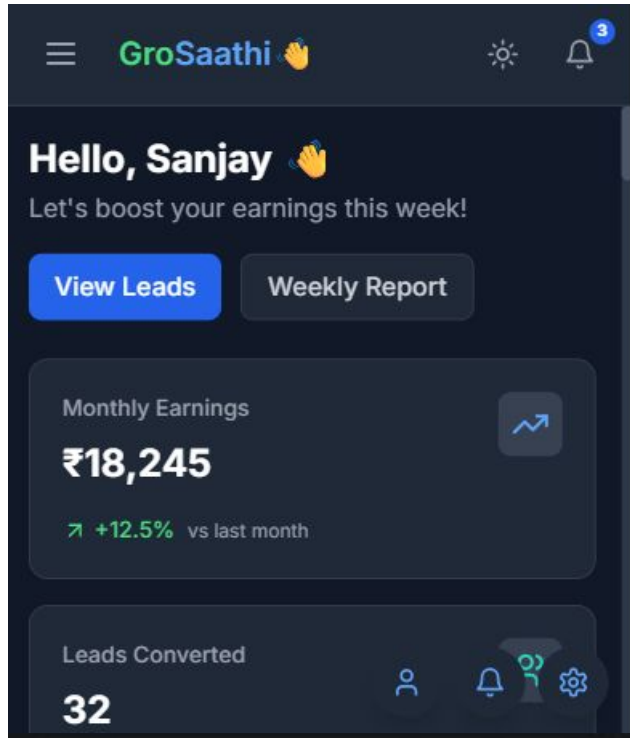 GroSaathi 👋
3
Hello, Sanjay 👋
Let's boost your earnings this week!
View Leads
Weekly Report
Monthly Earnings
₹18,245
+12.5% vs last month
Leads Converted
32